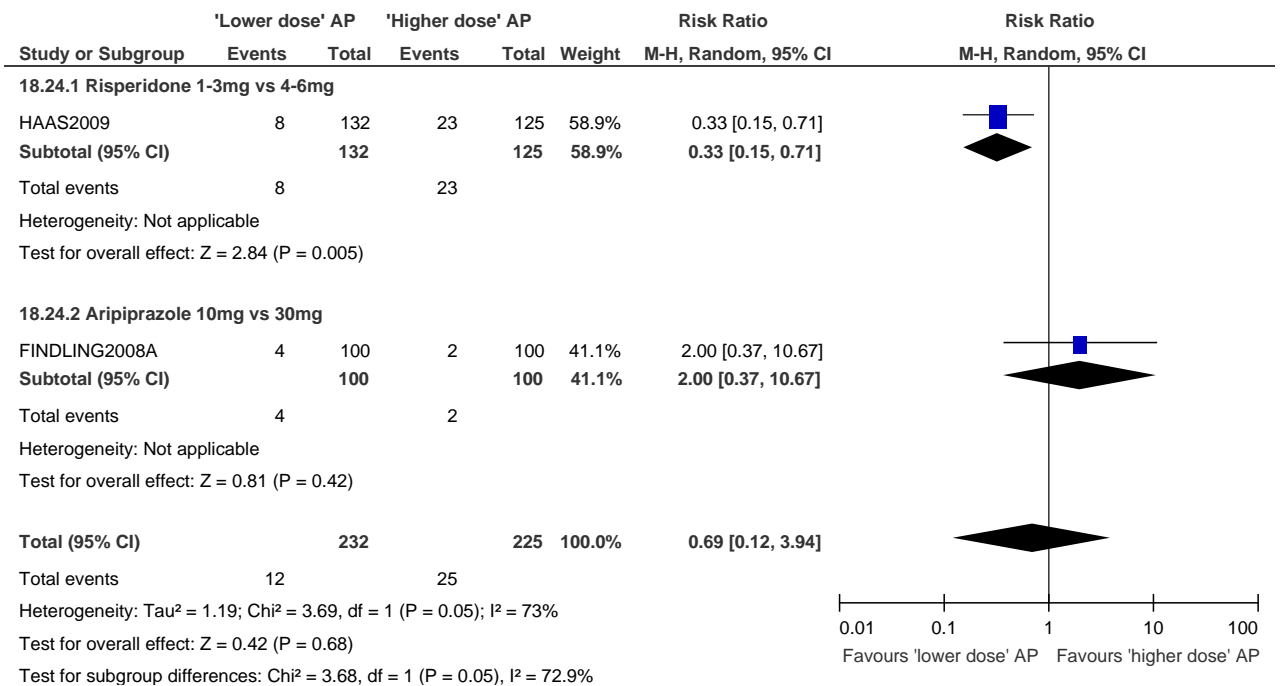 'Lower dose' AP 'Higher dose' AP Risk Ratio Risk Ratio
Study or Subgroup Events Total Events Total Weight M-H, Random, 95% CI M-H, Random, 95% CI
18.24.1 Risperidone 1-3mg vs 4-6mg
HAAS2009 8 132 23 125 58.9% 0.33 [0.15, 0.71]
Subtotal (95% CI) 132 125 58.9% 0.33 [0.15, 0.71]
Total events 8 23
Heterogeneity: Not applicable
Test for overall effect: Z = 2.84 (P = 0.005)
18.24.2 Aripiprazole 10mg vs 30mg
FINDLING2008A 4 100 2 100 41.1% 2.00 [0.37, 10.67]
Subtotal (95% CI) 100 100 41.1% 2.00 [0.37, 10.67]
Total events 4 2
Heterogeneity: Not applicable
Test for overall effect: Z = 0.81 (P = 0.42)
Total (95% CI) 232 225 100.0% 0.69 [0.12, 3.94]
Total events 12 25
Heterogeneity: Tau² = 1.19; Chi² = 3.69, df = 1 (P = 0.05); I² = 73%
Test for overall effect: Z = 0.42 (P = 0.68)
Test for subgroup differences: Chi² = 3.68, df = 1 (P = 0.05), I² = 72.9%
0.01 0.1 1 10 100
Favours 'lower dose' AP Favours 'higher dose' AP